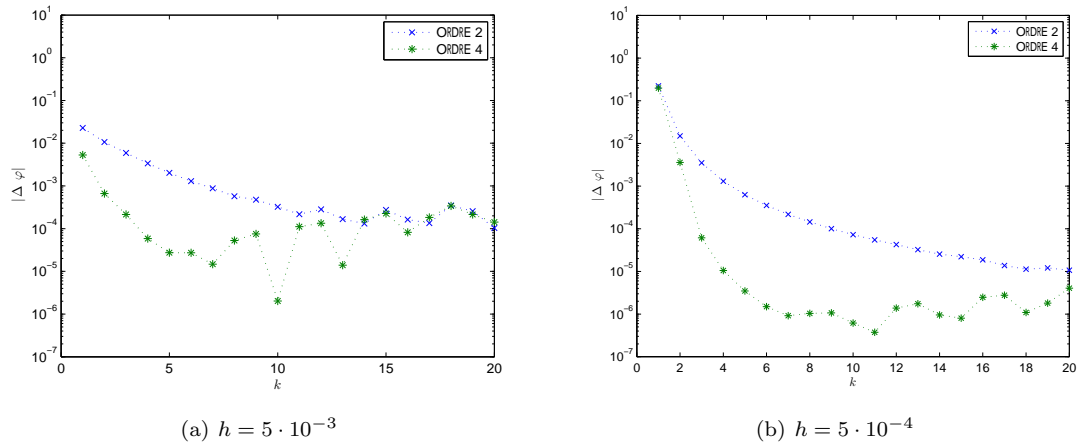 10^1
10^0
10^-1
10^-2
10^-3
10^-4
10^-5
10^-6
10^-7
|Δ φ|
0 5 10 15 20
k
ORDRE 2
ORDRE 4
(a) h = 5 · 10^-3
10^1
10^0
10^-1
10^-2
10^-3
10^-4
10^-5
10^-6
10^-7
|Δ φ|
0 2 4 6 8 10 12 14 16 18 20
k
ORDRE 2
ORDRE 4
(b) h = 5 · 10^-4